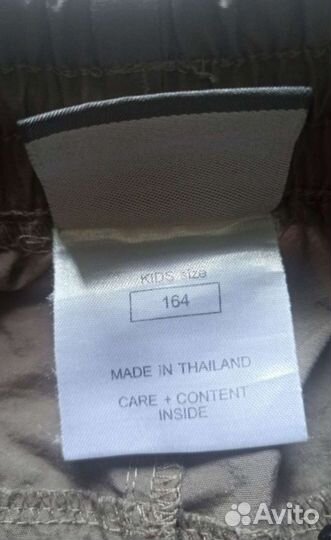 KIDS size
164
MADE IN THAILAND
CARE + CONTENT
INSIDE
Avito